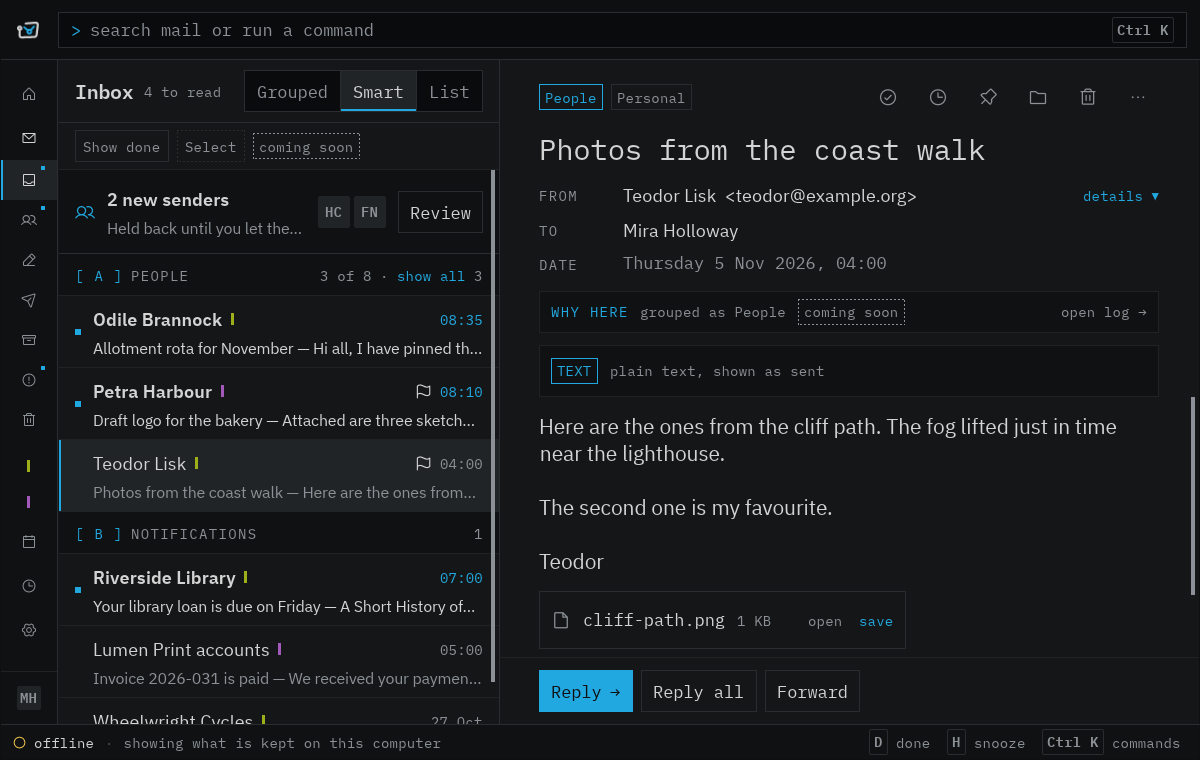 > search mail or run a command Ctrl K
Inbox 4 to read Grouped Smart List
Show done Select coming soon
2 new senders
Held back until you let the... HC FN Review
[ A ] PEOPLE 3 of 8 · show all 3
Odile Brannock 08:35
Allotment rota for November — Hi all, I have pinned th...
Petra Harbour 08:10
Draft logo for the bakery — Attached are three sketch...
Teodor Lisk 04:00
Photos from the coast walk — Here are the ones from...
[ B ] NOTIFICATIONS 1
Riverside Library 07:00
Your library loan is due on Friday — A Short History of...
Lumen Print accounts 05:00
Invoice 2026-031 is paid — We received your paymen...
Wheelwright Cycles 27 Oct
MH
People Personal
Photos from the coast walk
FROM Teodor Lisk <teodor@example.org> details ▼
TO Mira Holloway
DATE Thursday 5 Nov 2026, 04:00
WHY HERE grouped as People coming soon open log →
TEXT plain text, shown as sent
Here are the ones from the cliff path. The fog lifted just in time
near the lighthouse.
The second one is my favourite.
Teodor
cliff-path.png 1 KB open save
Reply → Reply all Forward
offline · showing what is kept on this computer D done H snooze Ctrl K commands